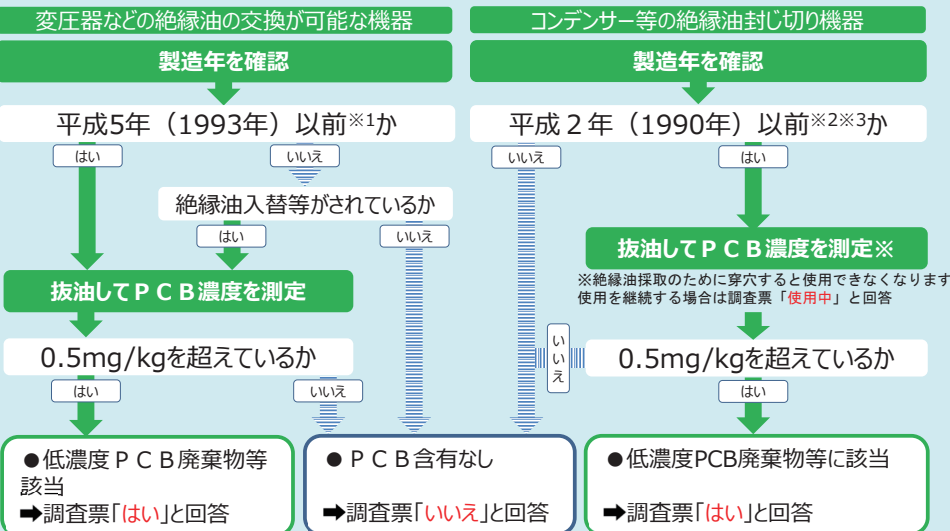 変圧器などの絶縁油の交換が可能な機器
製造年を確認
平成5年（1993年）以前※1か
はい
いいえ
絶縁油入替等がされているか
はい
いいえ
抜油してＰＣＢ濃度を測定
0.5mg/kgを超えているか
はい
いいえ
●低濃度ＰＣＢ廃棄物等
該当
➡調査票「はい」と回答
●ＰＣＢ含有なし
➡調査票「いいえ」と回答
コンデンサー等の絶縁油封じ切り機器
製造年を確認
平成２年（1990年）以前※2※3か
いいえ
はい
抜油してＰＣＢ濃度を測定※
※絶縁油採取のために穿穴すると使用できなくなります
使用を継続する場合は調査票「使用中」と回答
いいえ
0.5mg/kgを超えているか
はい
●低濃度PCB廃棄物等に該当
➡調査票「はい」と回答